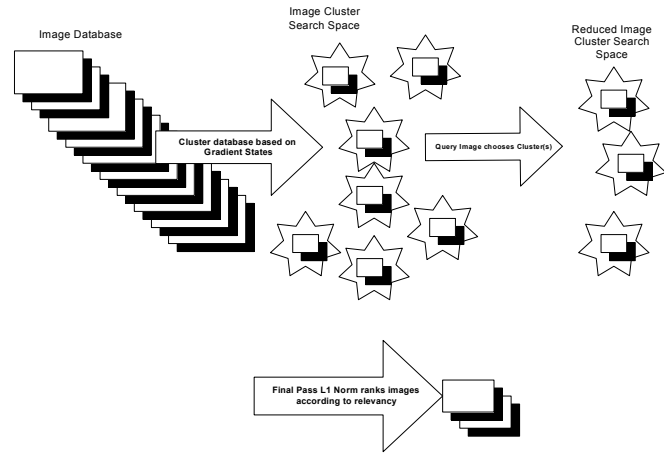 Image Database
Image Cluster
Search Space
Reduced Image
Cluster Search
Space
Cluster database based on
Gradient States
Query Image chooses Cluster(s)
Final Pass L1 Norm ranks images
according to relevancy